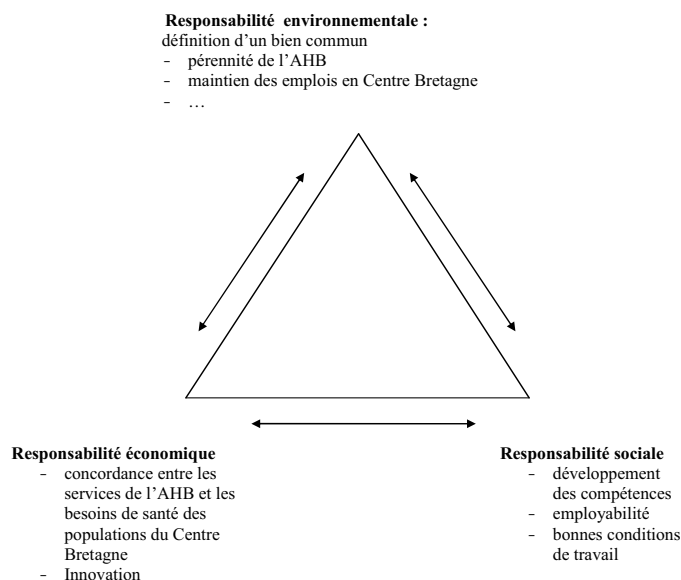 Responsabilité environnementale :
définition d’un bien commun
- pérennité de l’AHB
- maintien des emplois en Centre Bretagne
- …
Responsabilité économique
- concordance entre les
services de l’AHB et les
besoins de santé des
populations du Centre
Bretagne
- Innovation
Responsabilité sociale
- développement
des compétences
- employabilité
- bonnes conditions
de travail